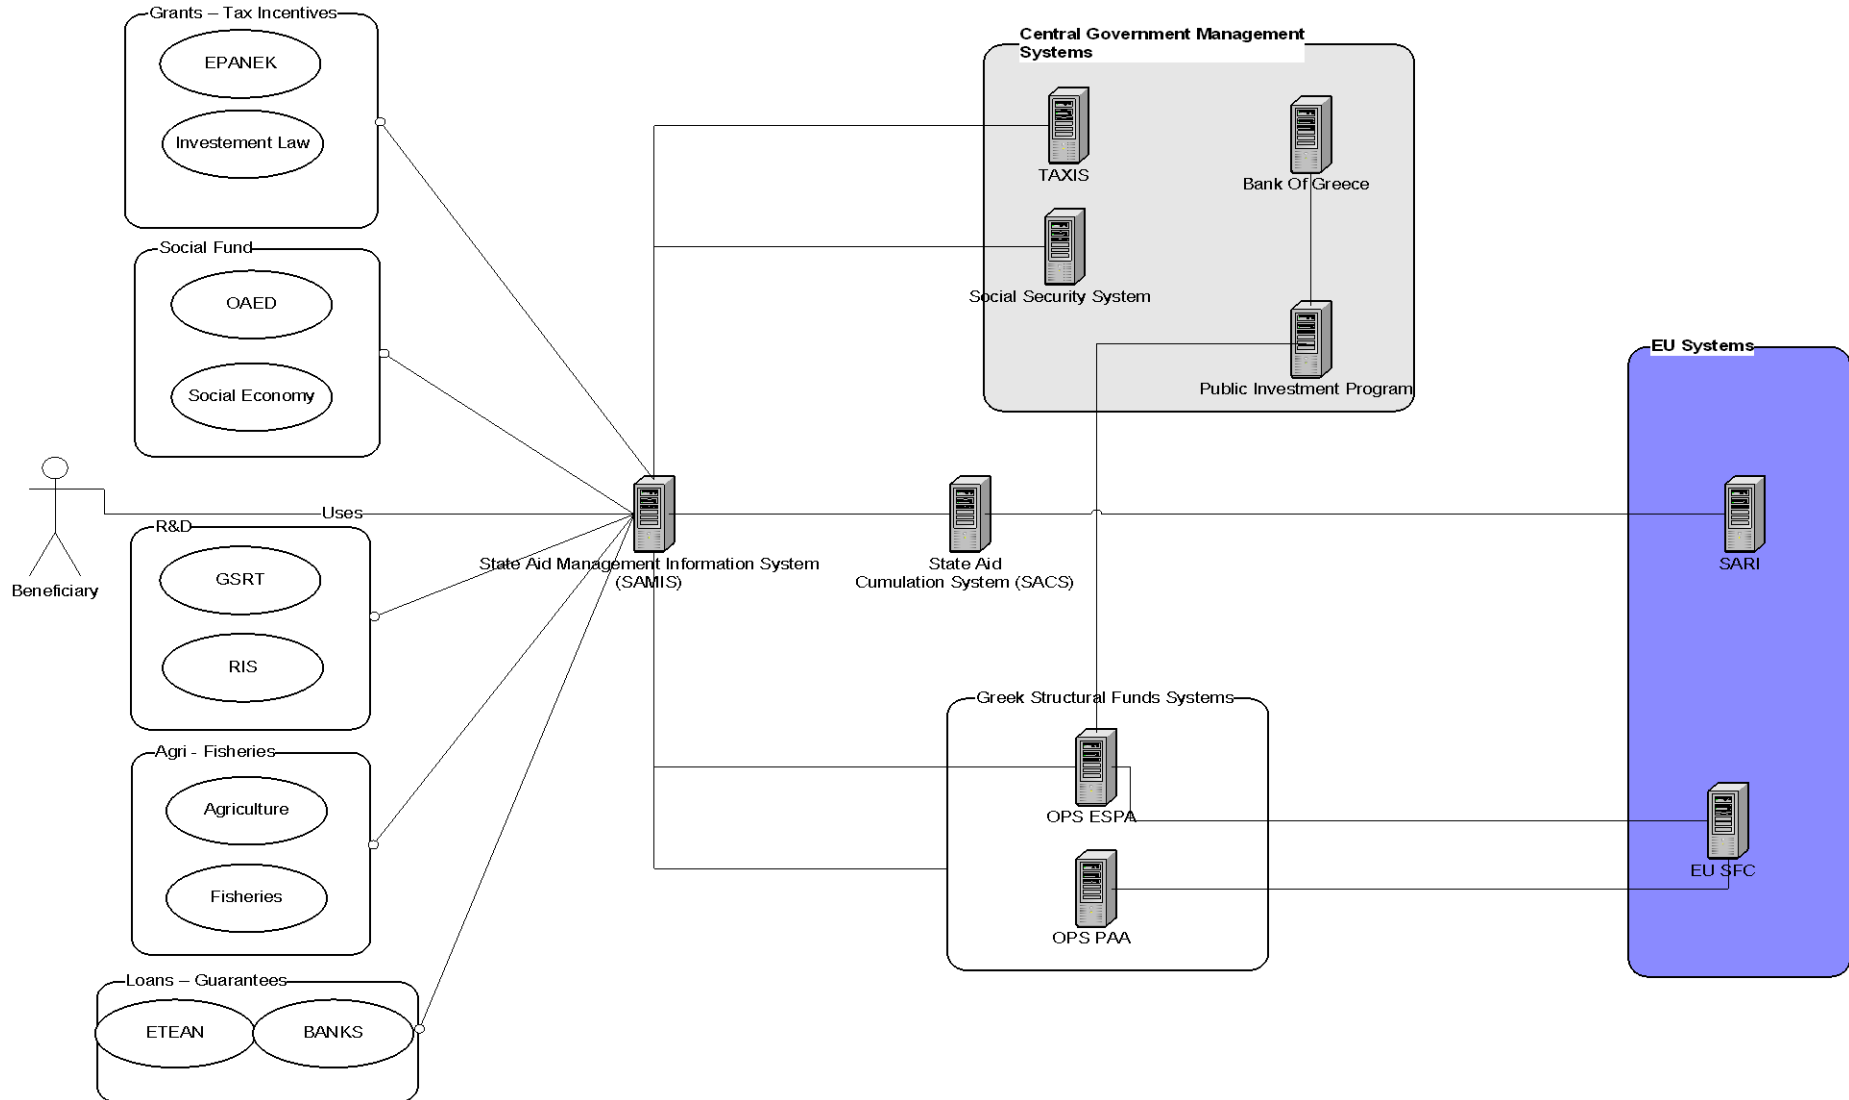 Grants – Tax Incentives
EPANEK
Investement Law
Social Fund
OAED
Social Economy
Uses
Beneficiary
R&D
GSRT
RIS
Agri - Fisheries
Agriculture
Fisheries
Loans – Guarantees
ETEAN
BANKS
State Aid Management Information System
(SAMIS)
State Aid
Cumulation System (SACS)
Central Government Management
Systems
TAXIS
Bank Of Greece
Social Security System
Public Investment Program
Greek Structural Funds Systems
OPS ESPA
OPS PAA
EU Systems
SARI
EU SFC